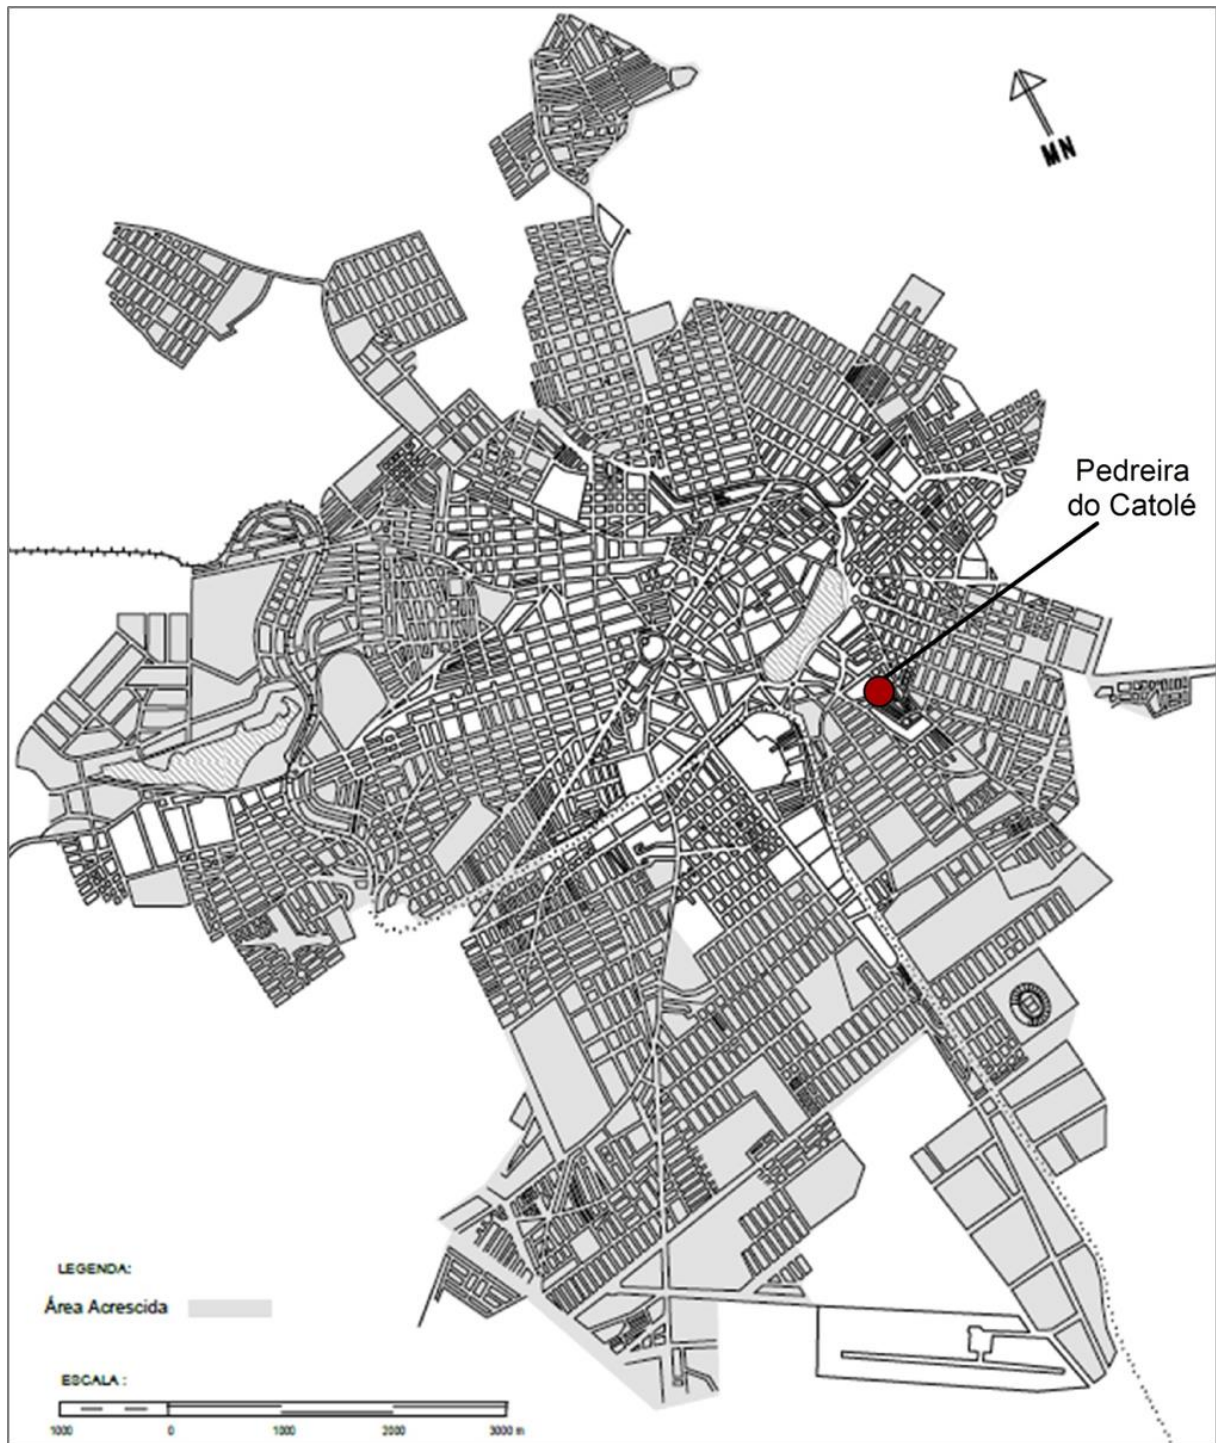 MN
Pedreira
do Catolé
LEGENDA:
Área Acrescida
ESCALA :
1000 0 1000 2000 3000 m